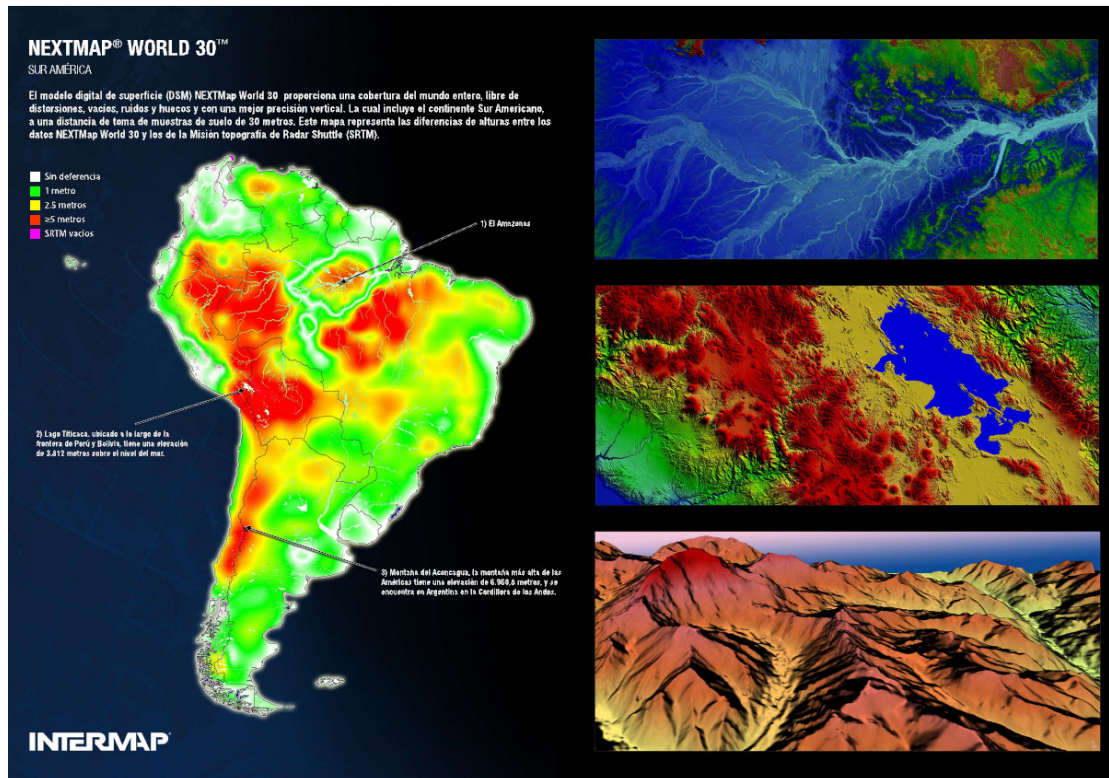 NEXTMAP® WORLD 30™
SUR AMÉRICA
El modelo digital de superficie (DSM) NEXTMap World 30 proporciona una cobertura del mundo entero, libre de
distorsiones, vacíos, ruidos y huecos y con una mejor precisión vertical. La cual incluye el continente Sur Americano,
a una distancia de toma de muestras de suelo de 30 metros. Este mapa representa las diferencias de alturas entre los
datos NEXTMap World 30 y los de la Misión topografía de Radar Shuttle (SRTM).
Sin deferencia
1 metro
2.5 metros
≥5 metros
SRTM vacíos
1) El Amazonas
2) Lago Titicaca, ubicado a lo largo de la
frontera de Perú y Bolivia, tiene una elevación
de 3.812 metros sobre el nivel del mar.
3) Montaña del Aconcagua, la montaña más alta de las
Américas tiene una elevación de 6.960,8 metros, y se
encuentra en Argentina en la Cordillera de los Andes.
INTERMAP